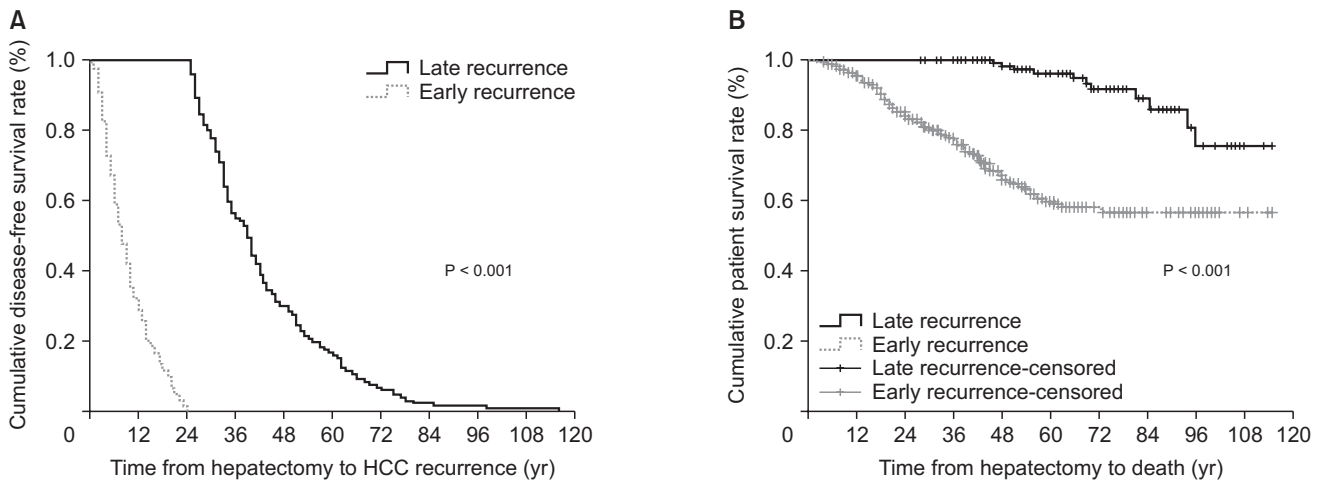 A
Cumulative disease-free survival rate (%)
1.0
0.8
0.6
0.4
0.2
0
12
24
36
48
60
72
84
96
108
120
Late recurrence
Early recurrence
P < 0.001
Time from hepatectomy to HCC recurrence (yr)
B
Cumulative patient survival rate (%)
1.0
0.8
0.6
0.4
0.2
0
12
24
36
48
60
72
84
96
108
120
P < 0.001
Late recurrence
Early recurrence
Late recurrence-censored
Early recurrence-censored
Time from hepatectomy to death (yr)